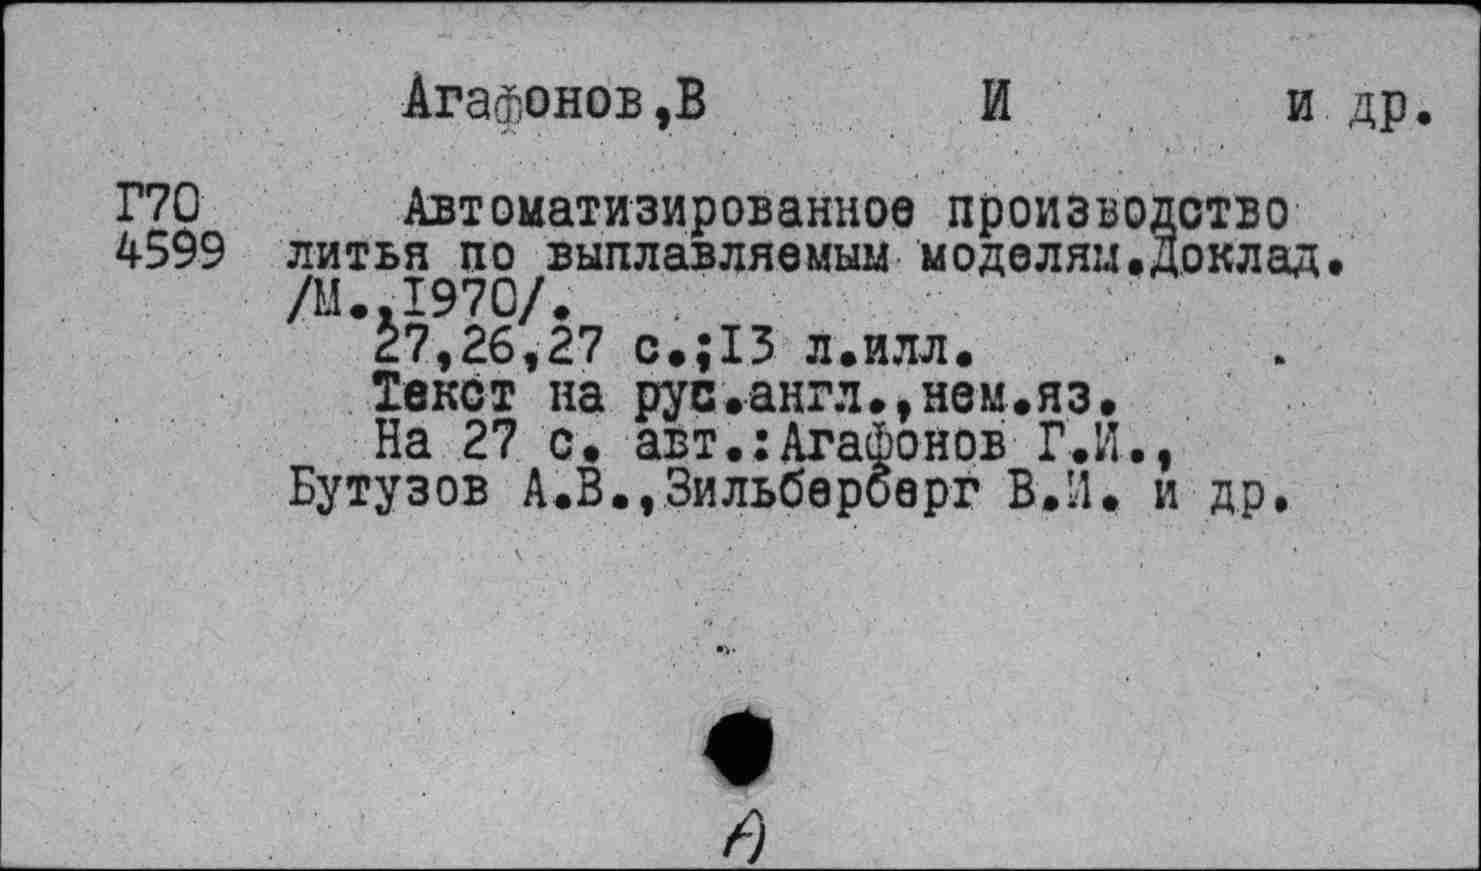 Агафонов,В И и др.
Г70 Автоматизированное производство
4599 литья по выплавляемым моделям.Доклад.
/М.,1970/.
27,26,27 с.;13 л.илл.
Текст на рус.англ.,нем.яз.
На 27 с. авт.:Агафонов Г.И.,
Бутузов А.В.,Зильберберг В.И. и др.
А